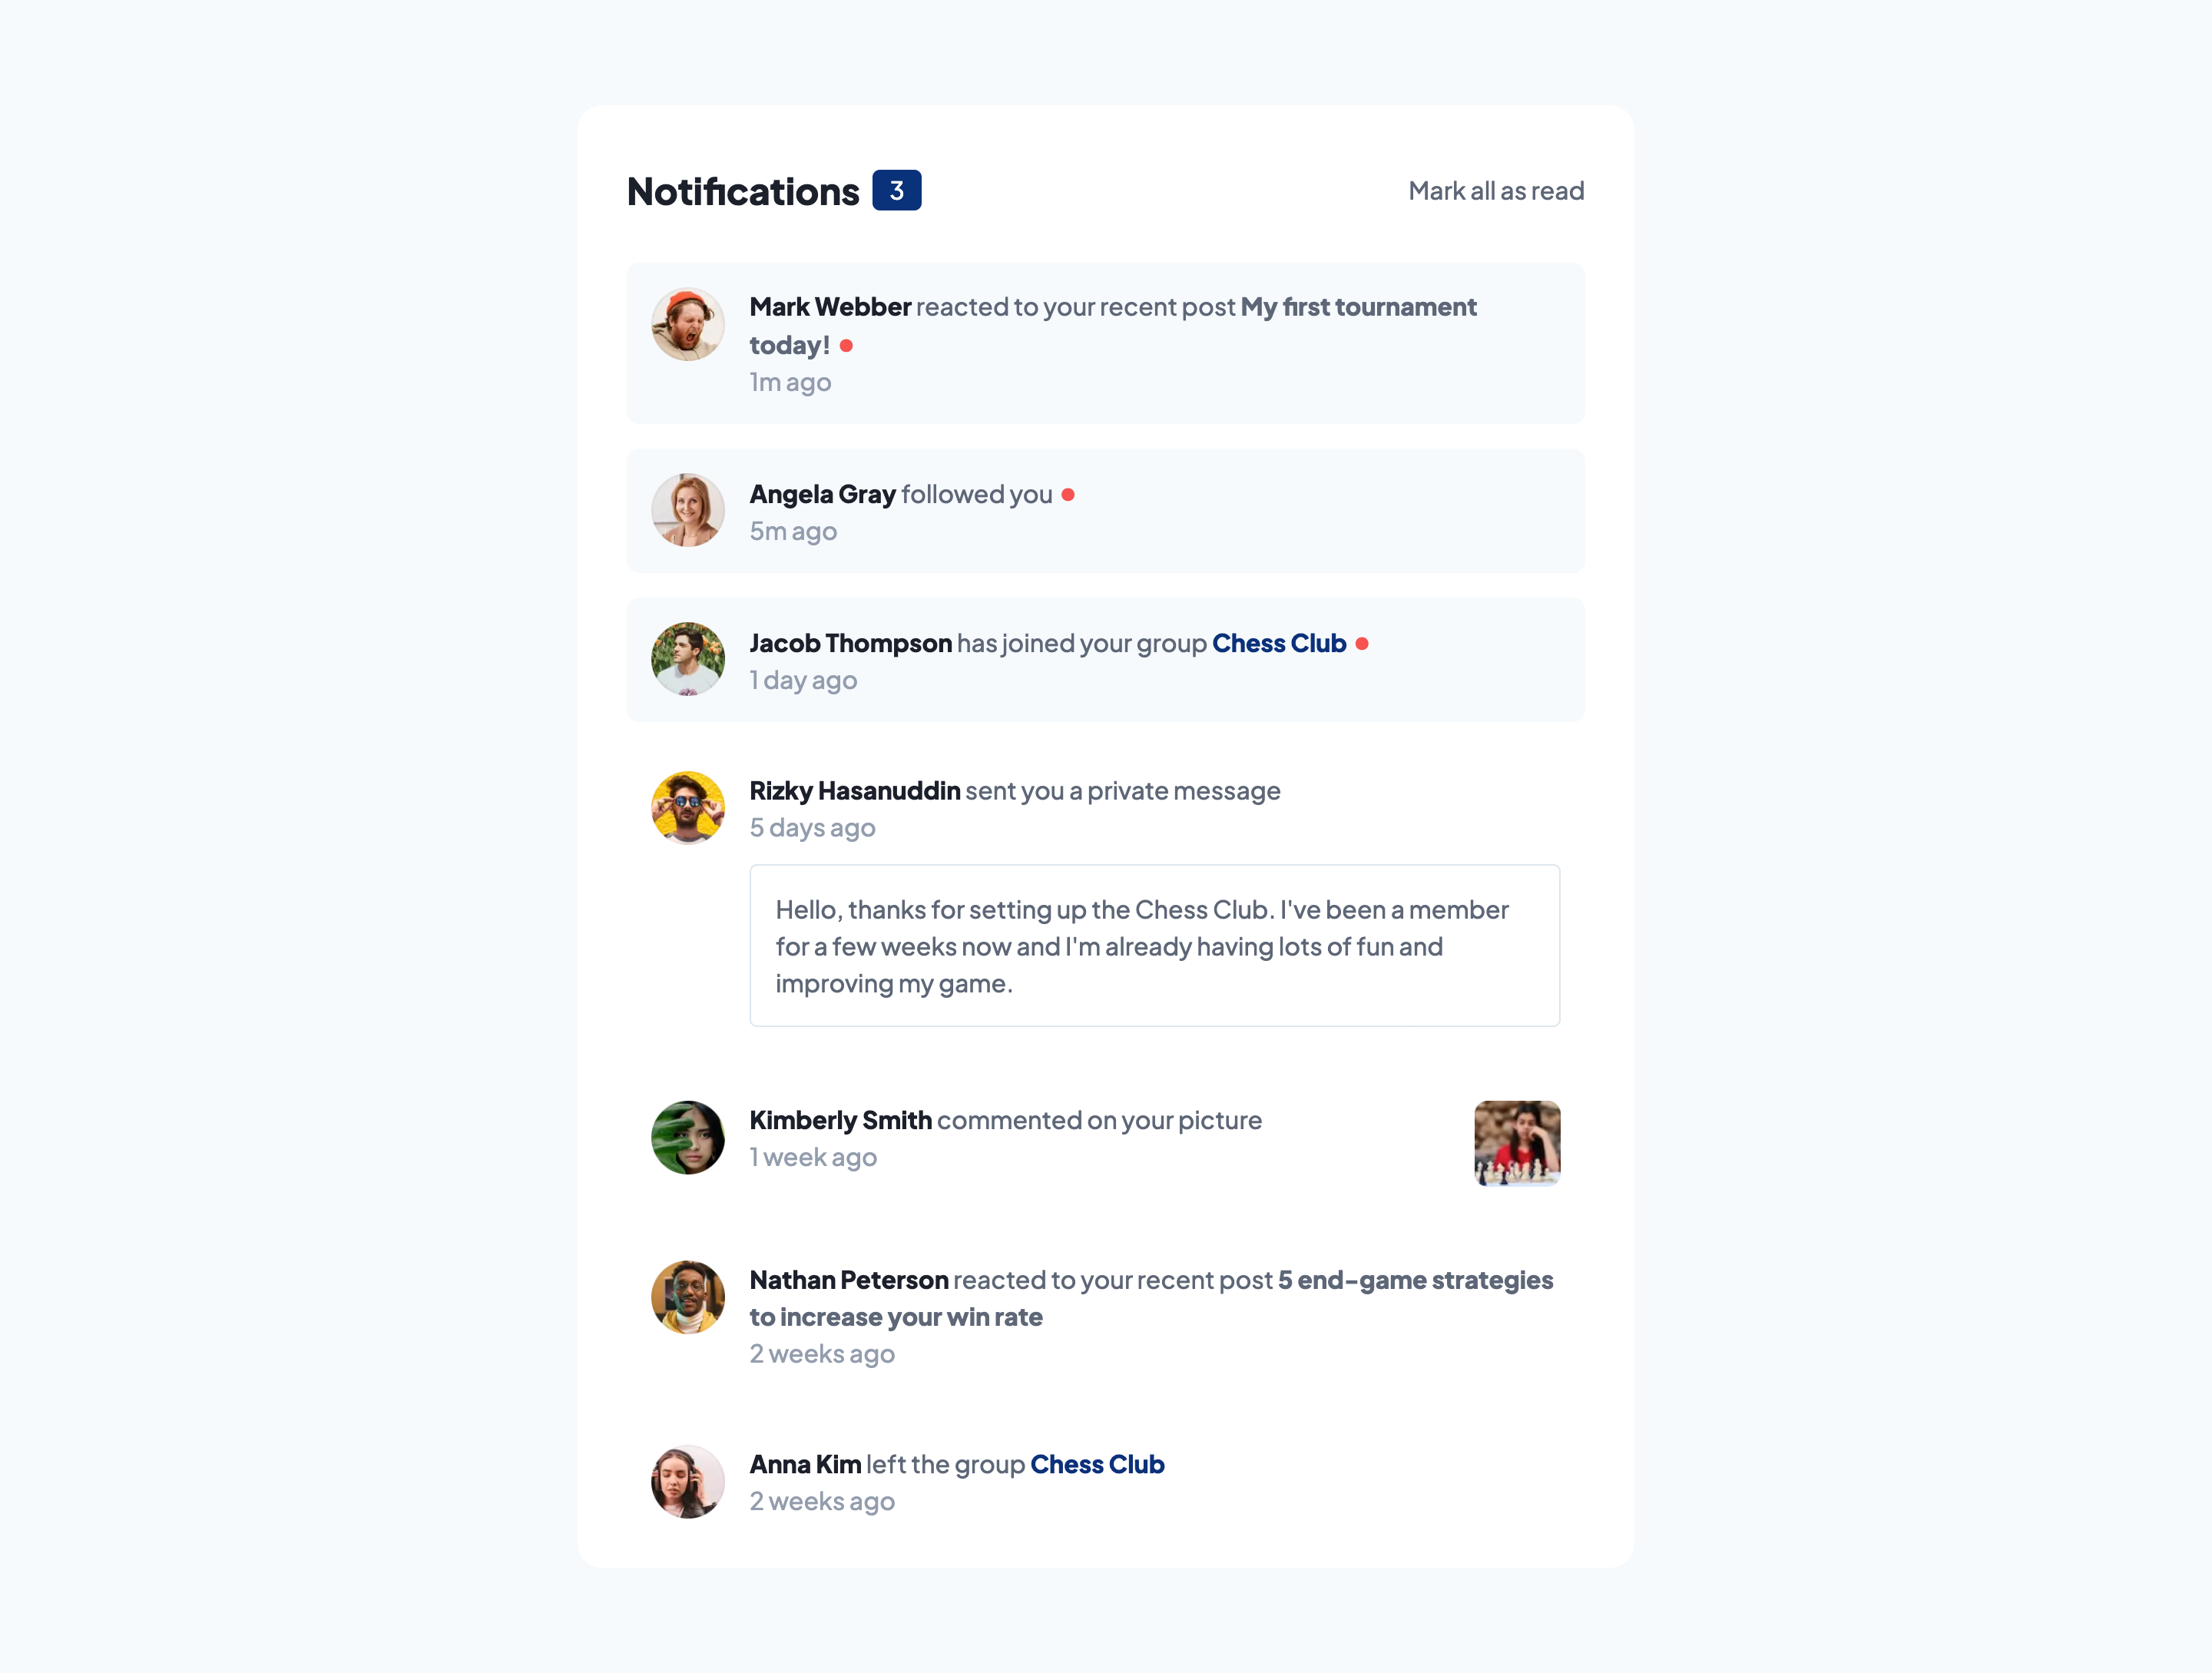 Notifications 3
Mark all as read
Mark Webber reacted to your recent post My first tournament
today!
1m ago
Angela Gray followed you
5m ago
Jacob Thompson has joined your group Chess Club
1 day ago
Rizky Hasanuddin sent you a private message
5 days ago
Hello, thanks for setting up the Chess Club. I've been a member
for a few weeks now and I'm already having lots of fun and
improving my game.
Kimberly Smith commented on your picture
1 week ago
Nathan Peterson reacted to your recent post 5 end-game strategies
to increase your win rate
2 weeks ago
Anna Kim left the group Chess Club
2 weeks ago